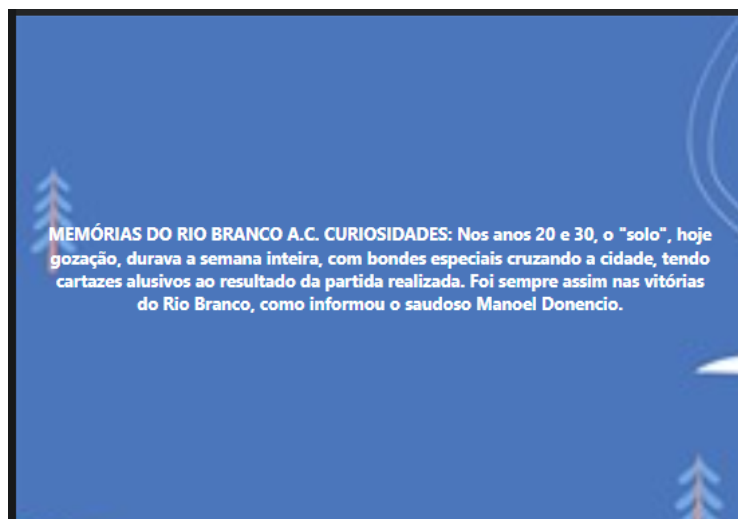 MEMÓRIAS DO RIO BRANCO A.C. CURIOSIDADES: Nos anos 20 e 30, o "solo", hoje
gozação, durava a semana inteira, com bondes especiais cruzando a cidade, tendo
cartazes alusivos ao resultado da partida realizada. Foi sempre assim nas vitórias
do Rio Branco, como informou o saudoso Manoel Donencio.